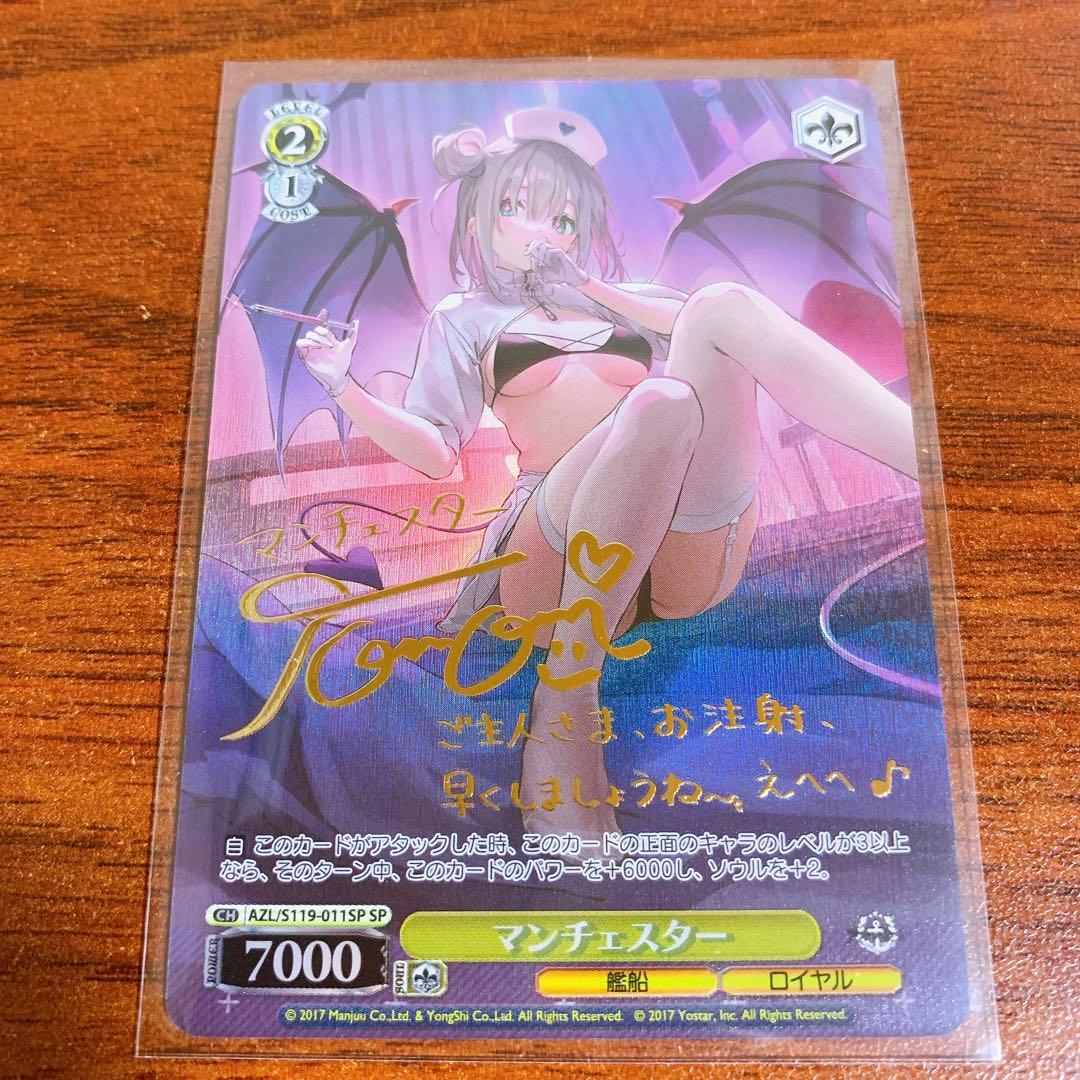 LEVEL
2
1
COST
マンチェスター
ご主人さま、お注射、
早くしましょうね〜。えへへ♪
自 このカードがアタックした時、このカードの正面のキャラのレベルが3以上
なら、そのターン中、このカードのパワーを＋6000し、ソウルを＋2。
CH AZL/S119-011SP SP
マンチェスター
POWER 7000 SOUL
艦船 ロイヤル
© 2017 Manjuu Co.,Ltd. & YongShi Co.,Ltd. All Rights Reserved. © 2017 Yostar, Inc. All Rights Reserved.